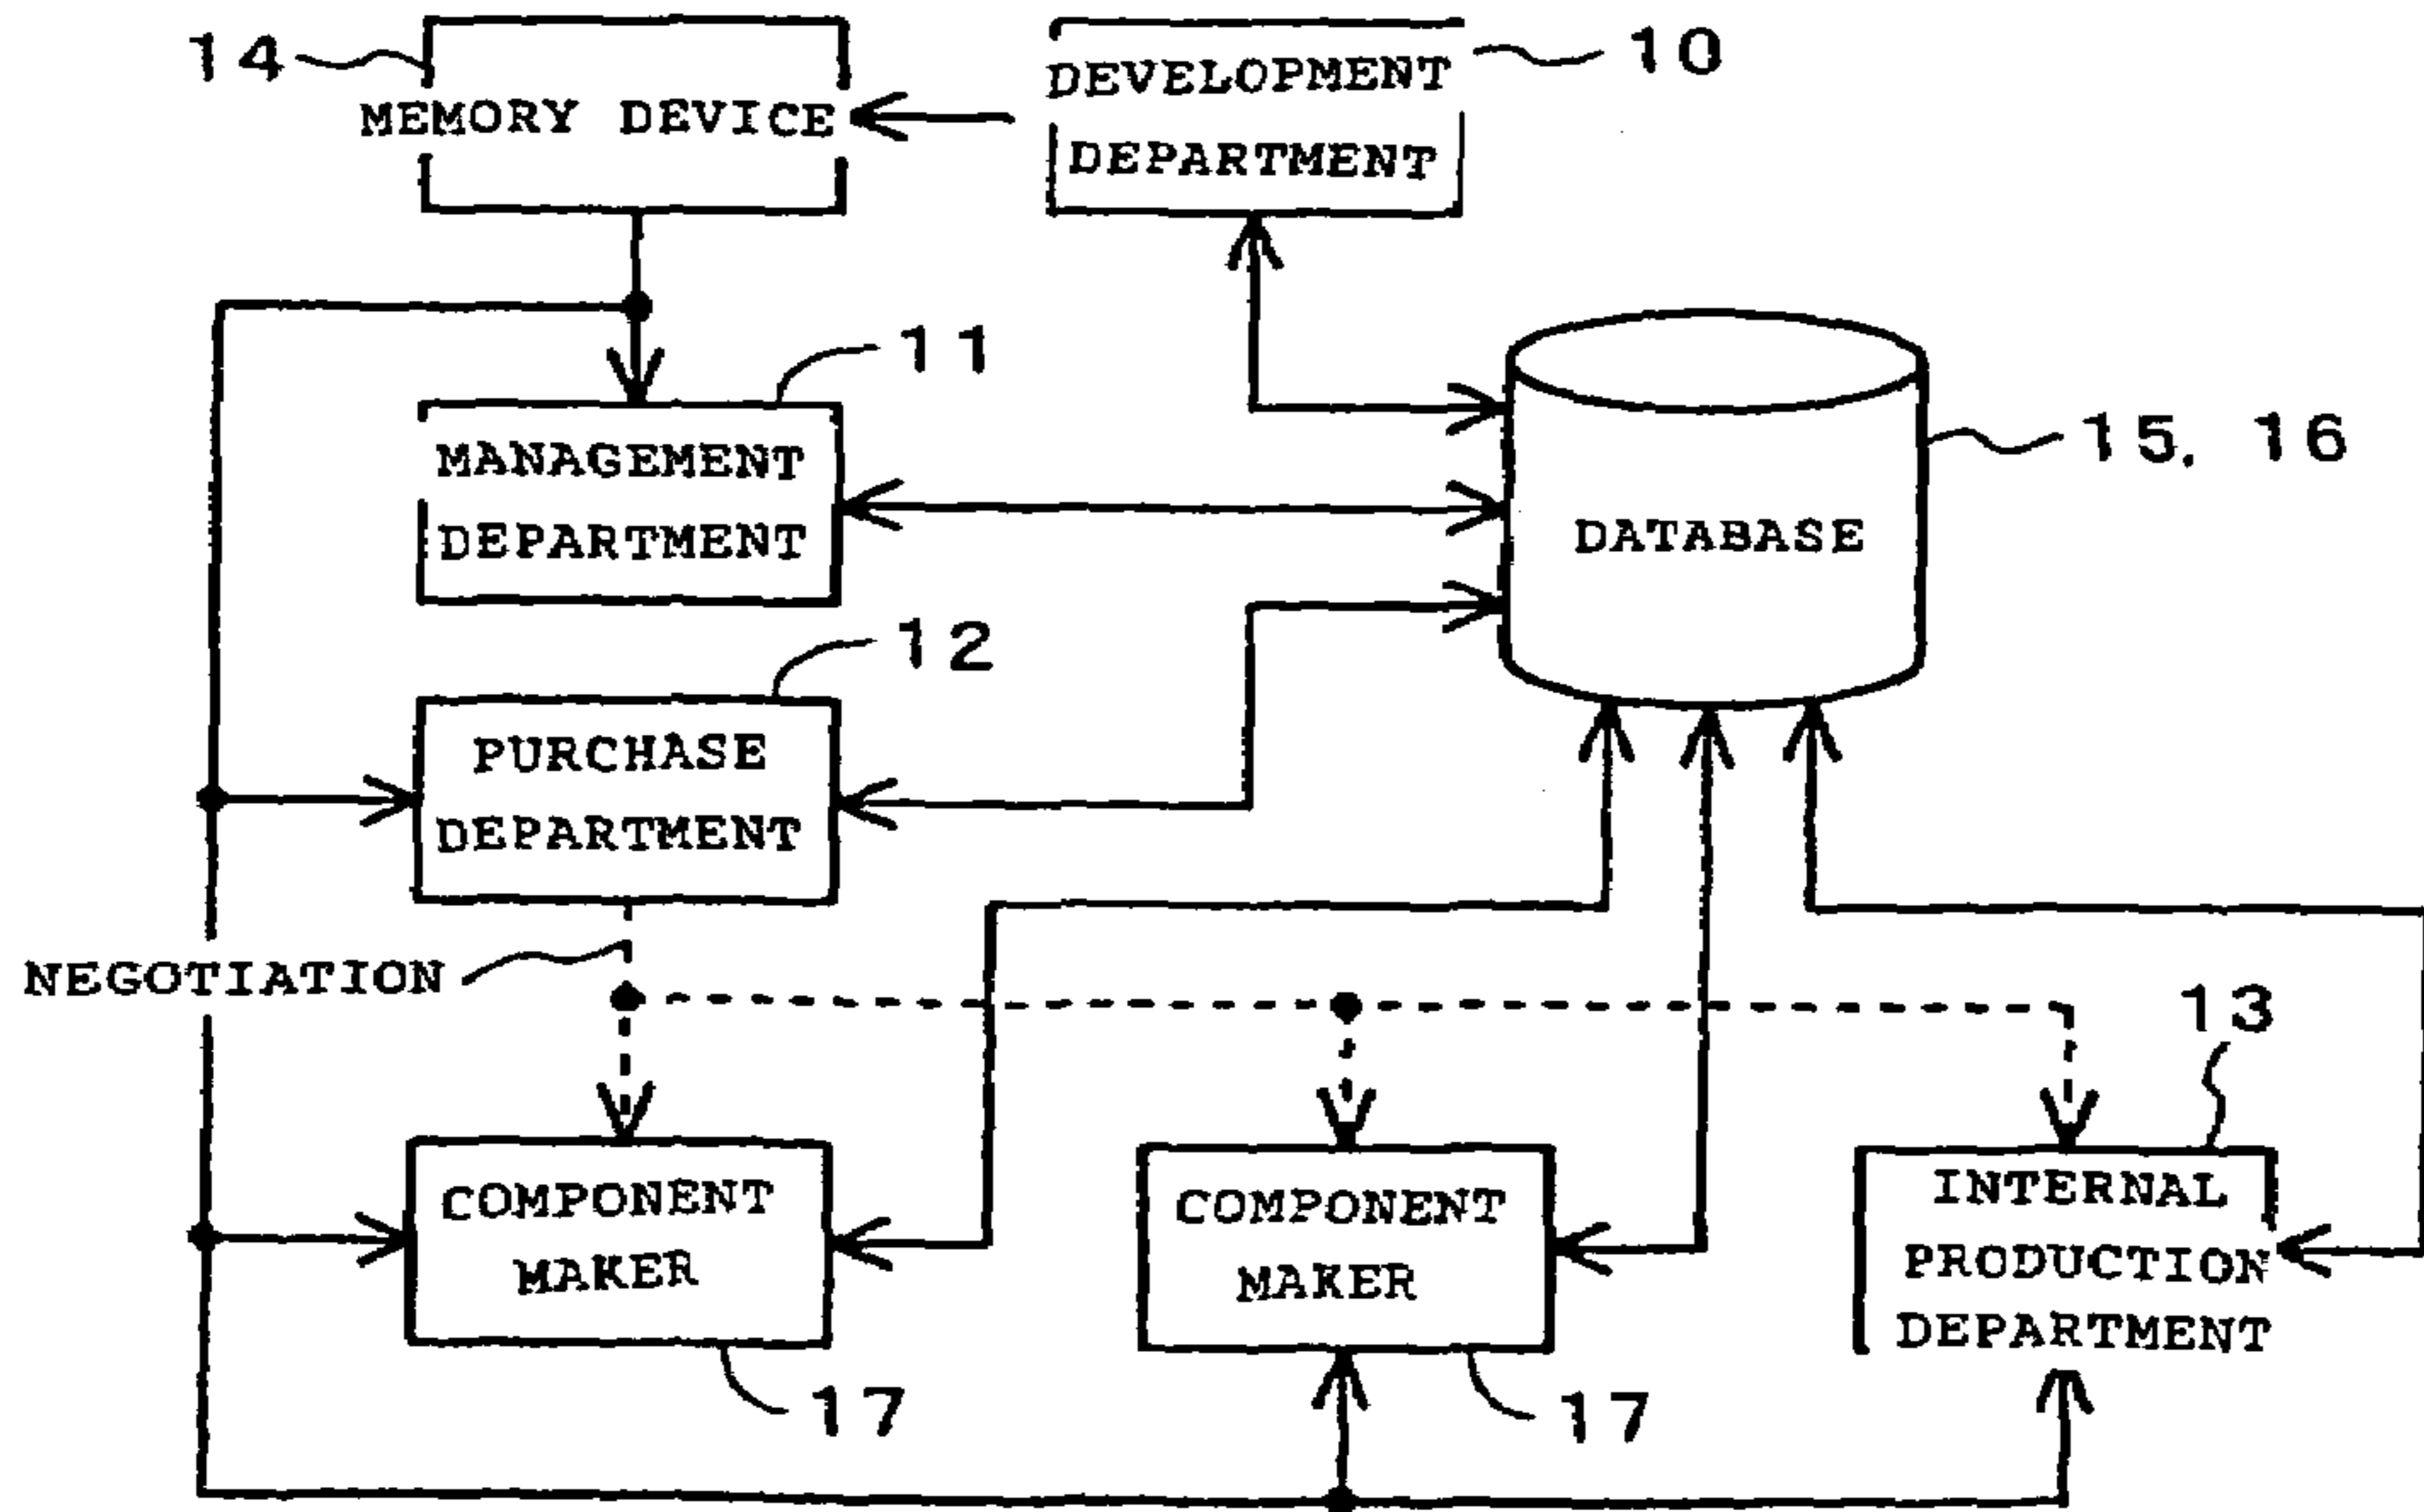 14
MEMORY DEVICE
DEVELOPMENT
DEPARTMENT
10
11
MANAGEMENT
DEPARTMENT
15, 16
DATABASE
12
PURCHASE
DEPARTMENT
NEGOTIATION
13
COMPONENT
MAKER
17
COMPONENT
MAKER
17
INTERNAL
PRODUCTION
DEPARTMENT